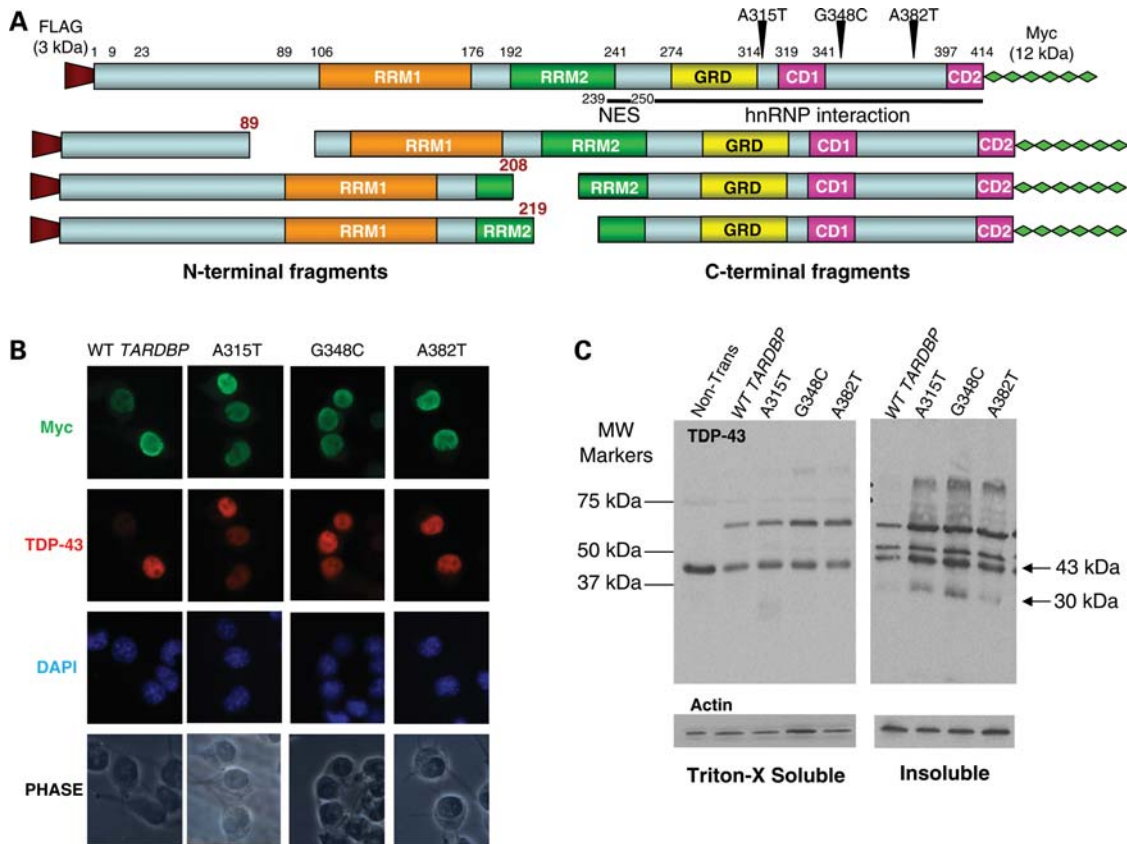 A
FLAG
(3 kDa)
A315T G348C A382T
Myc
(12 kDa)
1 9 23 89 106 176 192 241 274 314 319 341 397 414
RRM1 RRM2 GRD CD1 CD2
239 250
NES hnRNP interaction
89
RRM1 RRM2 GRD CD1 CD2
208
RRM1 RRM2 GRD CD1 CD2
219
RRM1 RRM2 GRD CD1 CD2
N-terminal fragments C-terminal fragments
B
WT TARDBP A315T G348C A382T
Myc
TDP-43
DAPI
PHASE
C
Non-Trans WT TARDBP A315T G348C A382T
WT TARDBP A315T G348C A382T
MW
Markers
TDP-43
75 kDa
50 kDa
37 kDa
43 kDa
30 kDa
Actin
Triton-X Soluble Insoluble